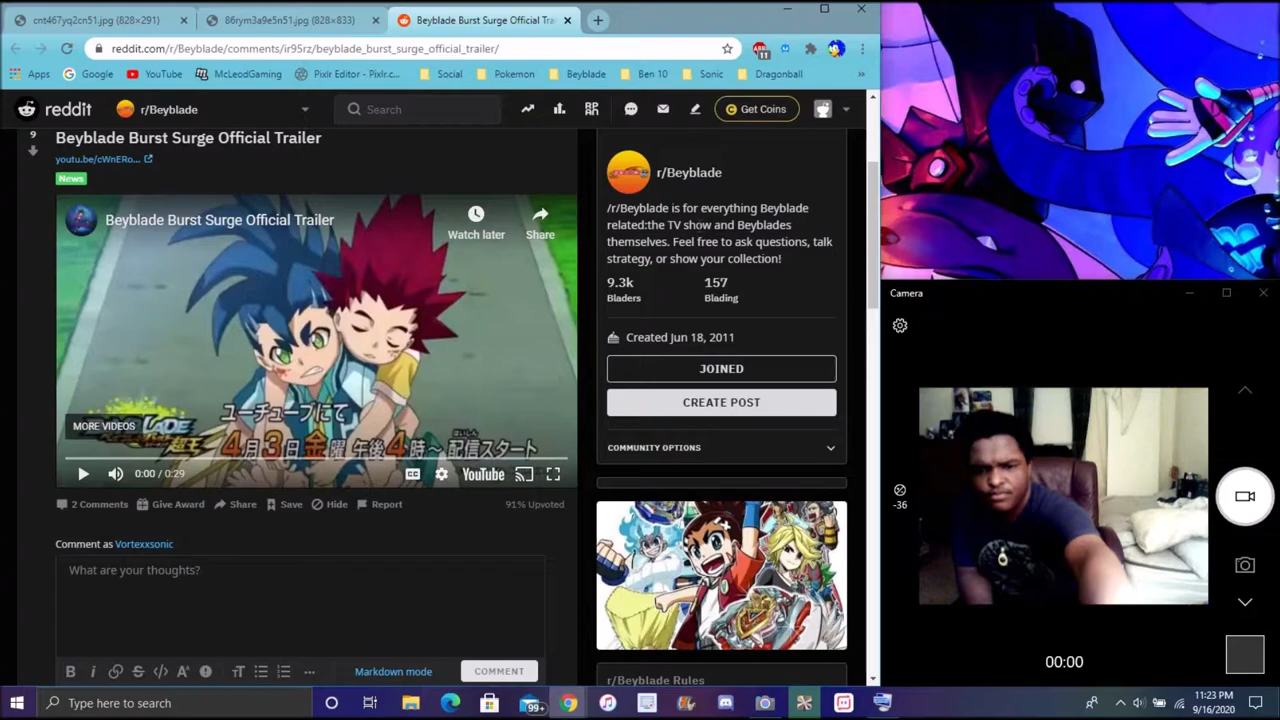 cnt467yq2cn51.jpg (828×291)
86rym3a9e5n51.jpg (828×833)
Beyblade Burst Surge Official Tra
reddit.com/r/Beyblade/comments/ir95rz/beyblade_burst_surge_official_trailer/
11
Apps
Google
YouTube
McLeodGaming
Pixlr Editor - Pixlr.c...
Social
Pokemon
Beyblade
Ben 10
Sonic
Dragonball
»
reddit
r/Beyblade
Search
Get Coins
9
Beyblade Burst Surge Official Trailer
youtu.be/cWnERo...
News
Beyblade Burst Surge Official Trailer
Watch later
Share
MORE VIDEOS
ユーチューブにて
4月3日金曜 午後4時～配信スタート
はいしん
0:00 / 0:29
CC
YouTube
2 Comments
Give Award
Share
Save
Hide
Report
91% Upvoted
Comment as Vortexxsonic
What are your thoughts?
Markdown mode
COMMENT
r/Beyblade
/r/Beyblade is for everything Beyblade
related:the TV show and Beyblades
themselves. Feel free to ask questions, talk
strategy, or show your collection!
9.3k
Bladers
157
Blading
Created Jun 18, 2011
JOINED
CREATE POST
COMMUNITY OPTIONS
r/Beyblade Rules
Camera
-36
00:00
Type here to search
99+
11:23 PM
9/16/2020